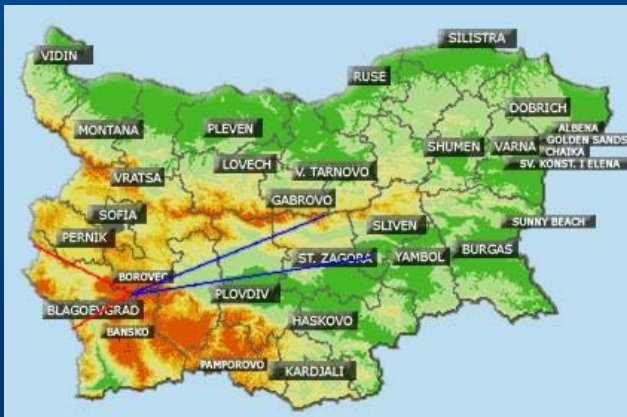 SILISTRA
VIDIN
RUSE
DOBRICH
ALBENA
MONTANA
PLEVEN
SHUMEN
VARNA
GOLDEN SANDS
CHAIKA
SV. KONST. I ELENA
LOVECH
V. TARNOVO
VRATSA
GABROVO
SOFIA
SLIVEN
SUNNY BEACH
PERNIK
BURGAS
ST. ZAGORA
YAMBOL
BOROVEC
PLOVDIV
BLAGOEVGRAD
HASKOVO
BANSKO
PAMPOROVO
KARDJALI